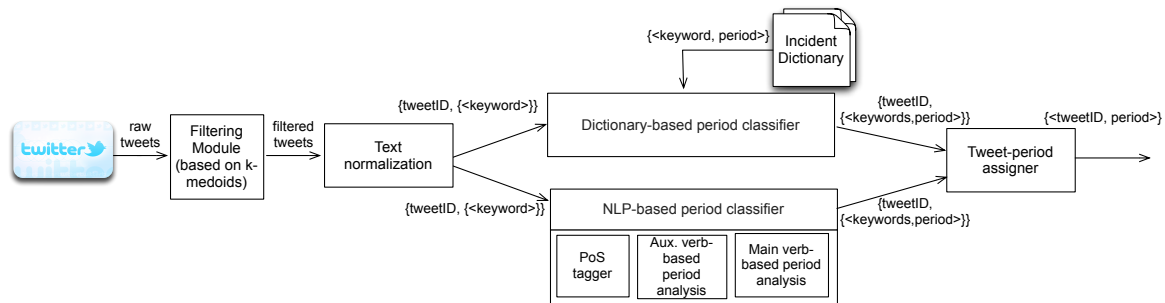 {<keyword, period>}
Incident
Dictionary
{tweetID, {<keyword>}}
{tweetID,
{<keywords,period>}}
{<tweetID, period>}
Dictionary-based period classifier
raw
tweets
Filtering
Module
(based on k-
medoids)
filtered
tweets
Text
normalization
Tweet-period
assigner
twitter
{tweetID, {<keyword>}}
NLP-based period classifier
{tweetID,
{<keywords,period>}}
PoS
tagger
Aux. verb-
based
period
analysis
Main verb-
based period
analysis